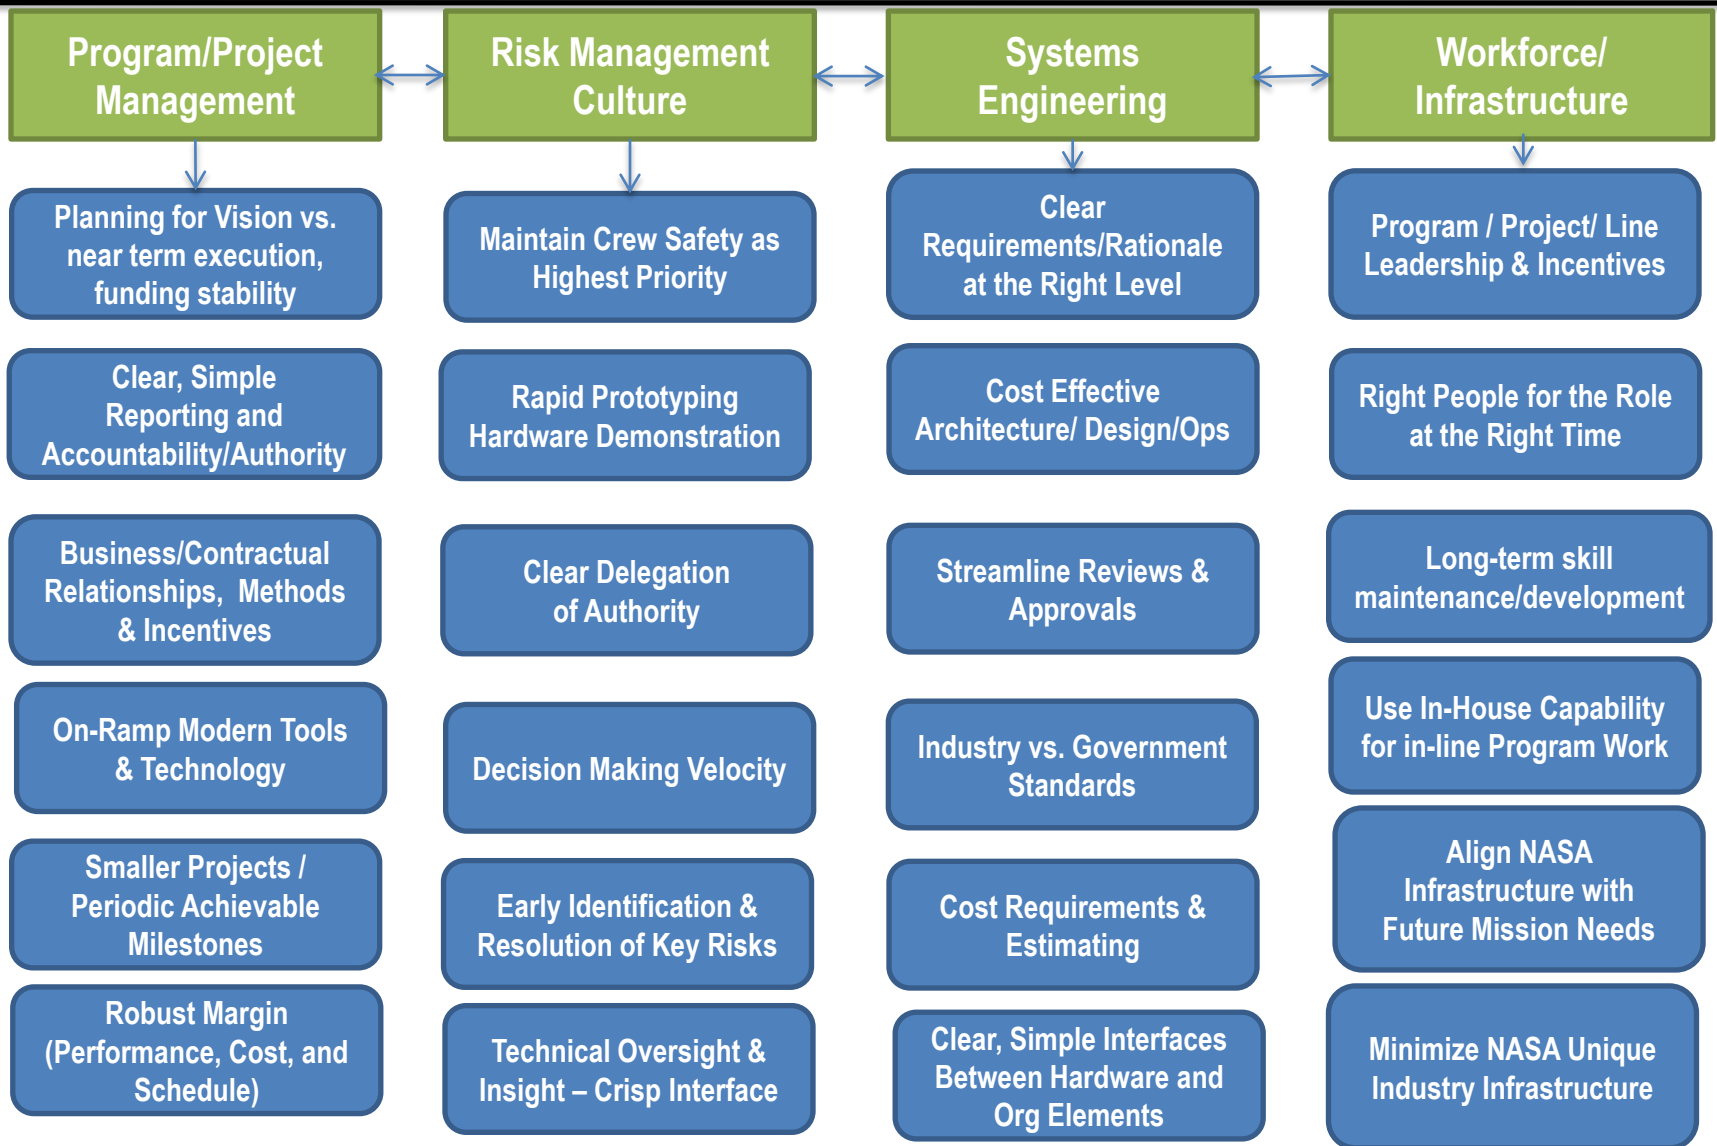 Program/Project
Management
Risk Management
Culture
Systems
Engineering
Workforce/
Infrastructure
Planning for Vision vs.
near term execution,
funding stability
Clear, Simple
Reporting and
Accountability/Authority
Business/Contractual
Relationships, Methods
& Incentives
On-Ramp Modern Tools
& Technology
Smaller Projects /
Periodic Achievable
Milestones
Robust Margin
(Performance, Cost, and
Schedule)
Maintain Crew Safety as
Highest Priority
Rapid Prototyping
Hardware Demonstration
Clear Delegation
of Authority
Decision Making Velocity
Early Identification &
Resolution of Key Risks
Technical Oversight &
Insight – Crisp Interface
Clear
Requirements/Rationale
at the Right Level
Cost Effective
Architecture/ Design/Ops
Streamline Reviews &
Approvals
Industry vs. Government
Standards
Cost Requirements &
Estimating
Clear, Simple Interfaces
Between Hardware and
Org Elements
Program / Project/ Line
Leadership & Incentives
Right People for the Role
at the Right Time
Long-term skill
maintenance/development
Use In-House Capability
for in-line Program Work
Align NASA
Infrastructure with
Future Mission Needs
Minimize NASA Unique
Industry Infrastructure